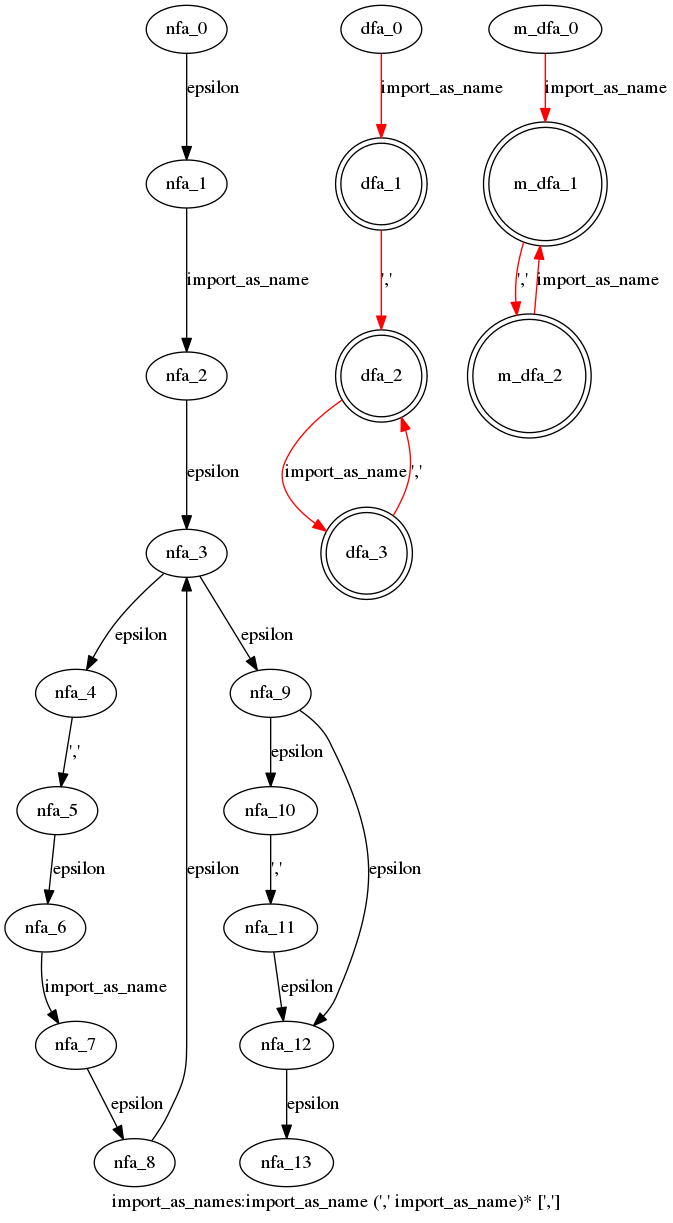 nfa_0 dfa_0 m_dfa_0
epsilon import_as_name import_as_name
nfa_1 dfa_1 m_dfa_1
import_as_name ',' ',' import_as_name
nfa_2 dfa_2 m_dfa_2
epsilon import_as_name ','
nfa_3 dfa_3
epsilon epsilon
nfa_4 nfa_9
',' epsilon
nfa_5 nfa_10
epsilon epsilon ',' epsilon
nfa_6 nfa_11
import_as_name epsilon
nfa_7 nfa_12
epsilon epsilon
nfa_8 nfa_13
import_as_names:import_as_name (',' import_as_name)* [',']